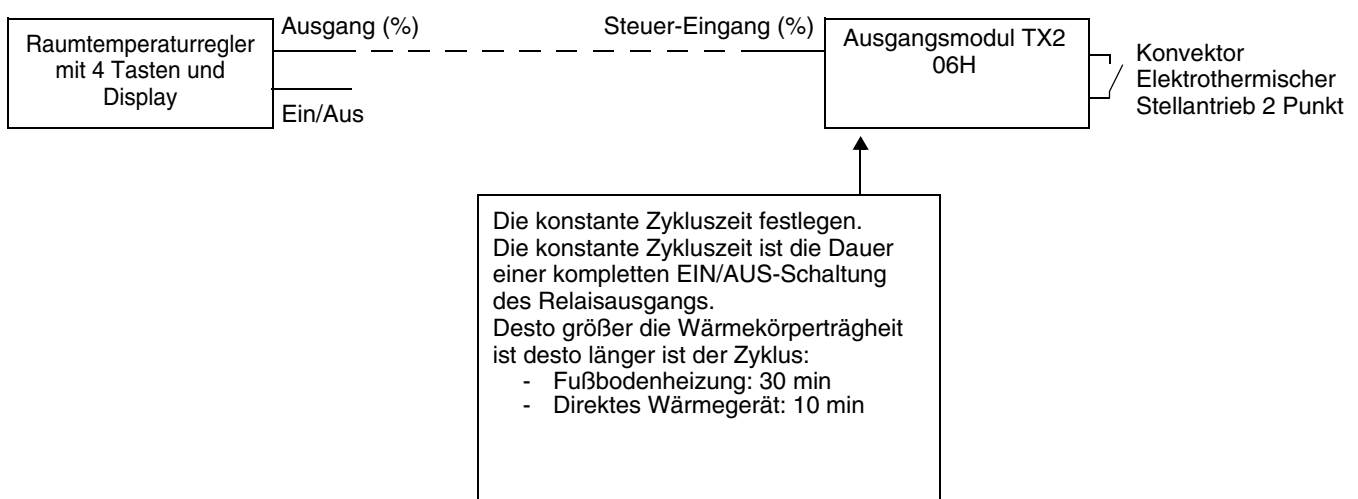 Raumtemperaturregler
mit 4 Tasten und
Display
Ausgang (%)
Ein/Aus
Steuer-Eingang (%)
Ausgangsmodul TX2
06H
Konvektor
Elektrothermischer
Stellantrieb 2 Punkt
Die konstante Zykluszeit festlegen.
Die konstante Zykluszeit ist die Dauer
einer kompletten EIN/AUS-Schaltung
des Relaisausgangs.
Desto größer die Wärmekörperträgheit
ist desto länger ist der Zyklus:
- Fußbodenheizung: 30 min
- Direktes Wärmegerät: 10 min